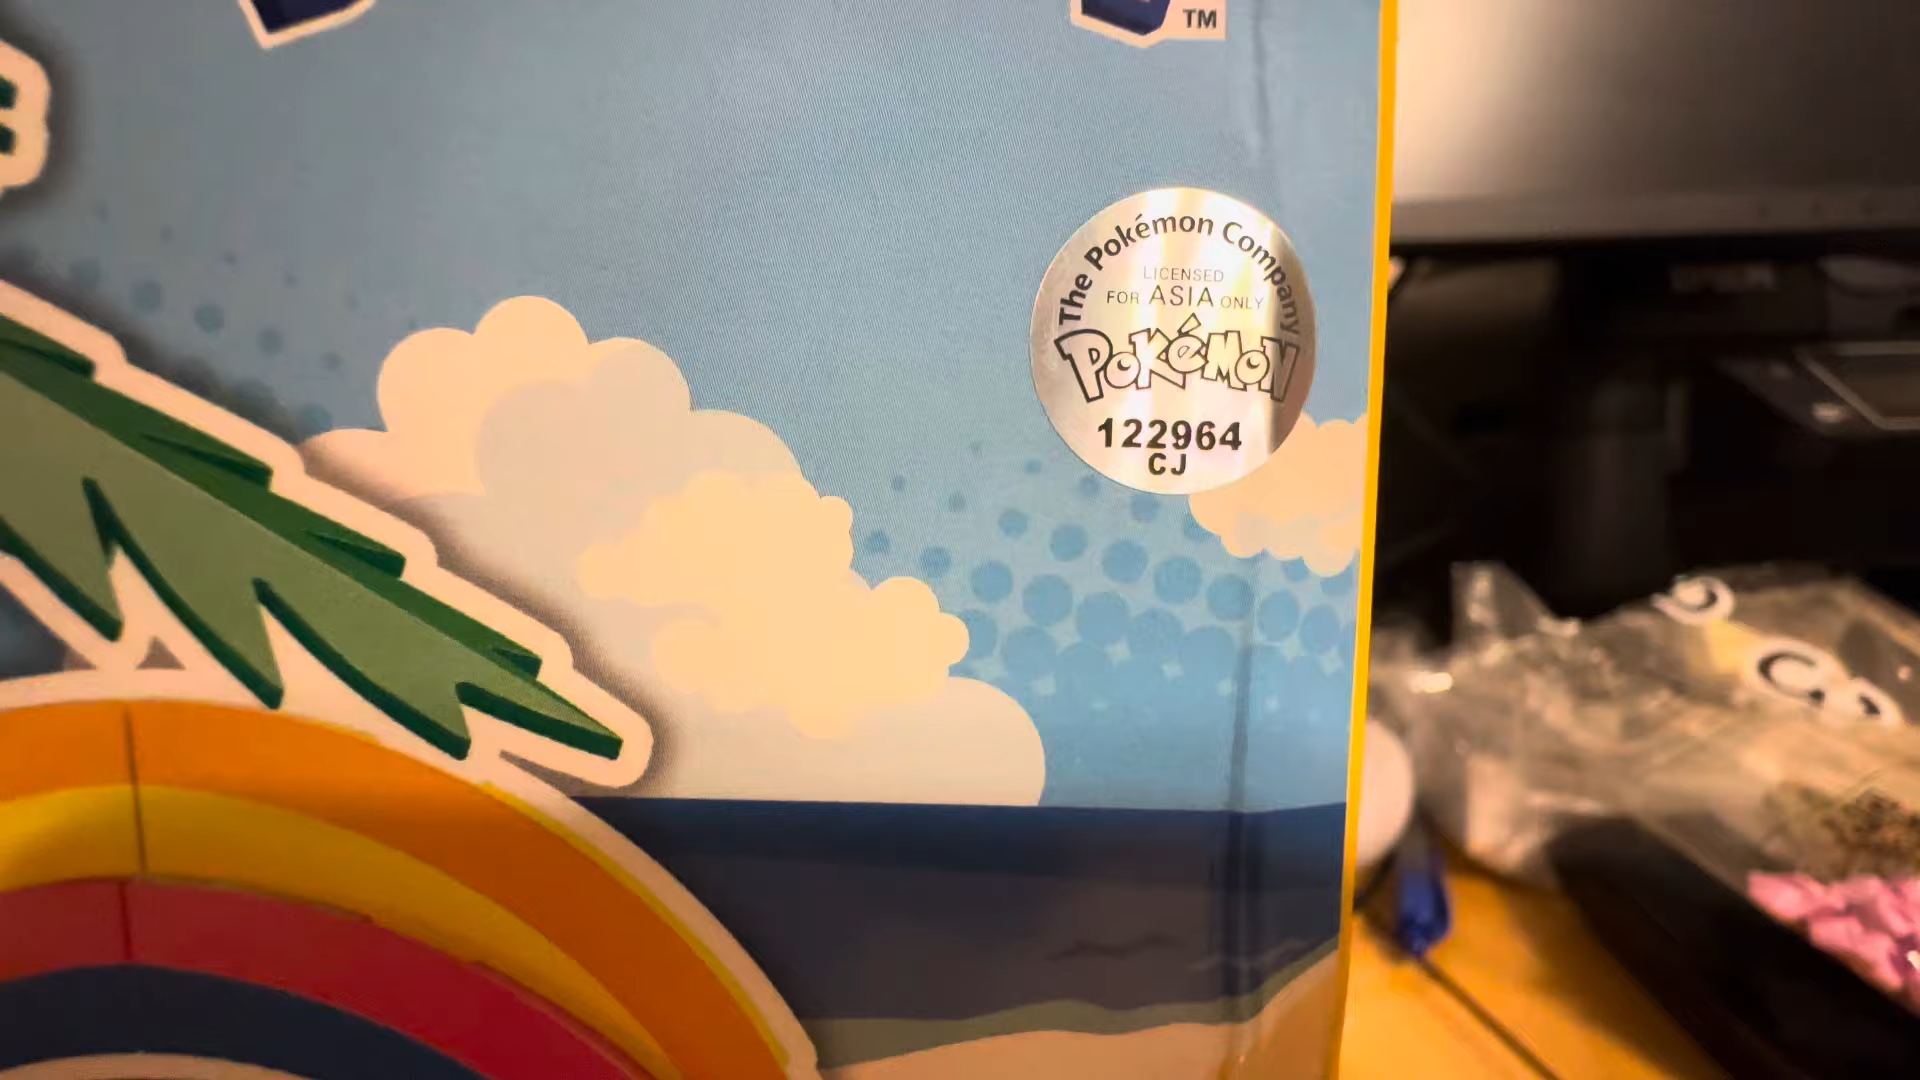 TM
The Pokémon Company
LICENSED
FOR ASIA ONLY
POKéMON
122964
CJ